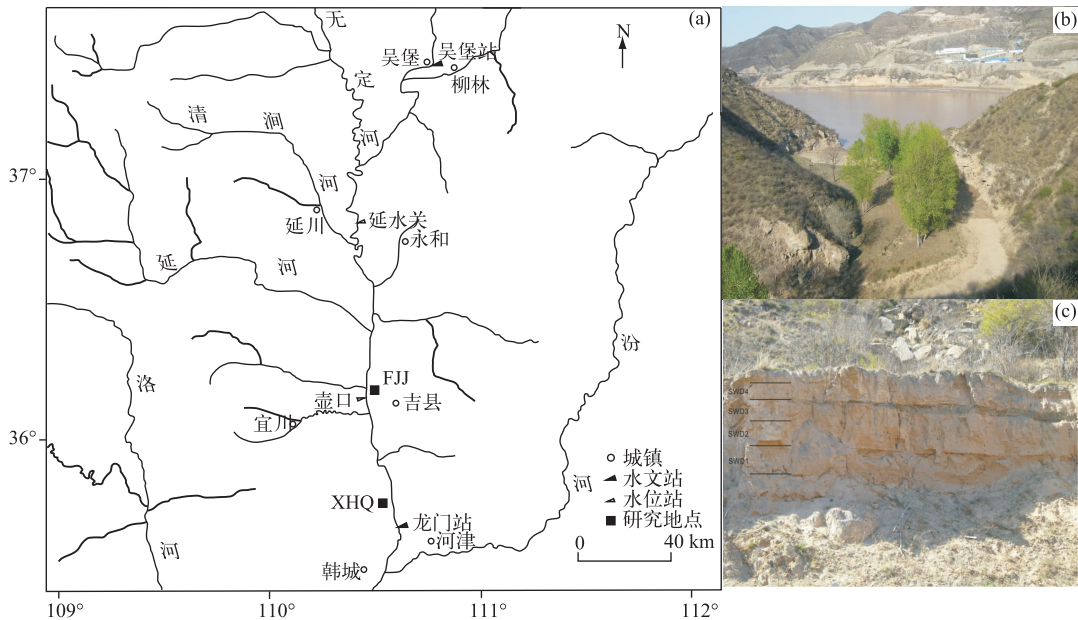 (a)
(b)
(c)
N
无
定
河
吴堡
吴堡站
柳林
清
涧
河
37°
延川
延水关
永和
延
河
洛
河
汾
河
FJJ
壶口
吉县
宜川
36°
XHQ
龙门站
河津
韩城
城镇
水文站
水位站
研究地点
0
40 km
109°
110°
111°
112°
SWD4
SWD3
SWD2
SWD1